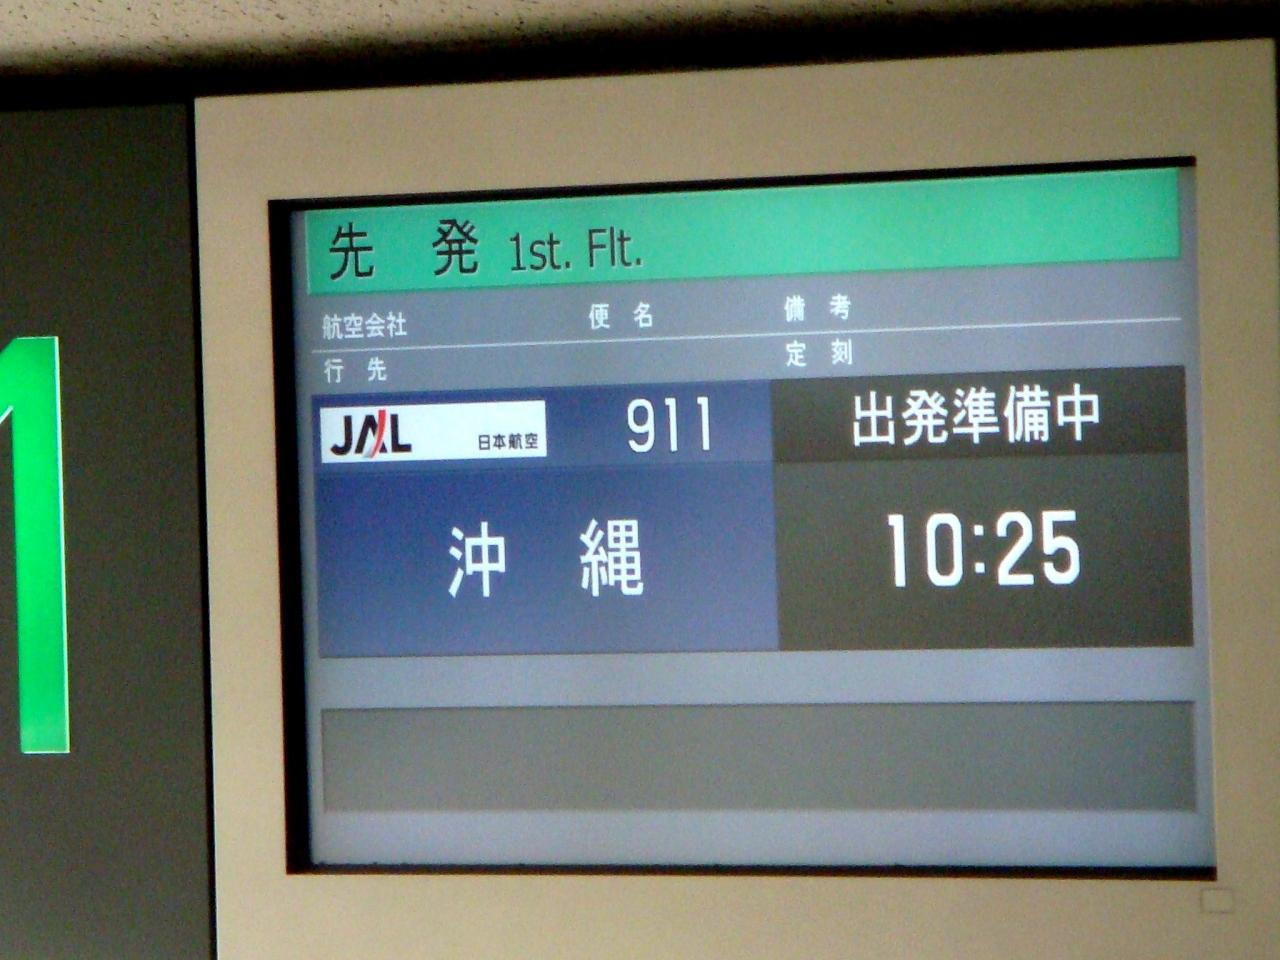 先 発 1st. Flt.
航空会社 便 名 備 考
行 先 定 刻
JAL 日本航空 911 出発準備中
沖 縄 10:25
1